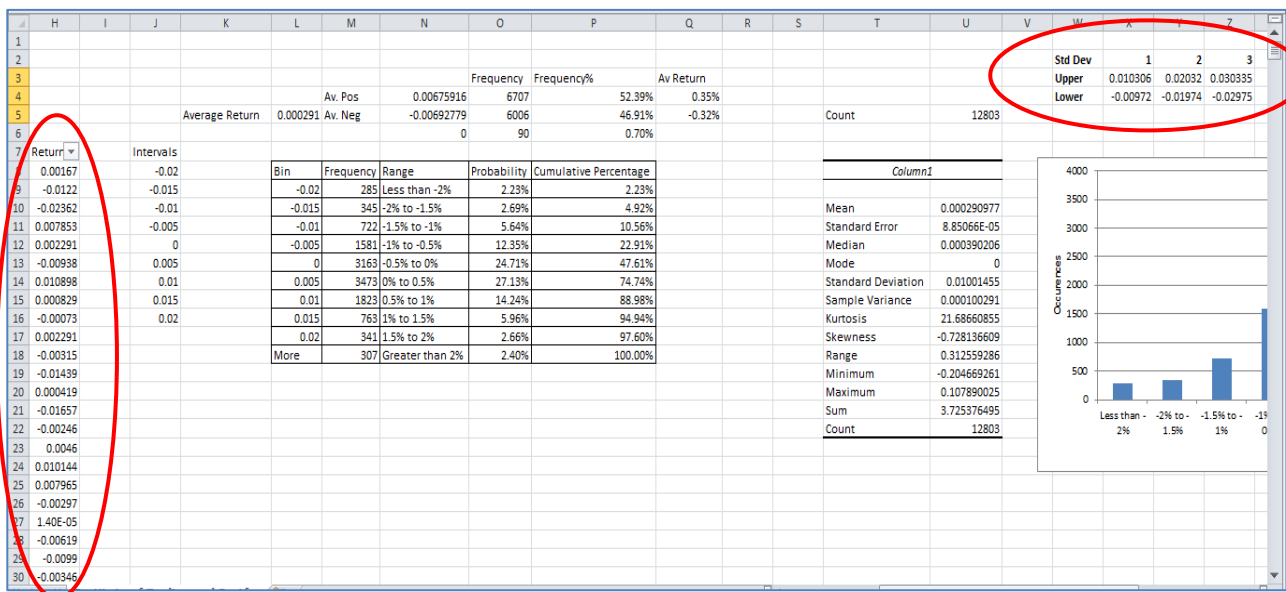 H I J K L M N O P Q R S T U V W X Y Z
1
2 Std Dev 1 2 3
3 Frequency Frequency% Av Return Upper 0.010306 0.02032 0.030335
4 Av. Pos 0.00675916 6707 52.39% 0.35% Lower -0.00972 -0.01974 -0.02975
5 Average Return 0.000291 Av. Neg -0.00692779 6006 46.91% -0.32% Count 12803
6 0 90 0.70%
7 Return Intervals
8 0.00167 -0.02 Bin Frequency Range Probability Cumulative Percentage Column1 4000
9 -0.0122 -0.015 -0.02 285 Less than -2% 2.23% 2.23% 3500
10 -0.02362 -0.01 -0.015 345 -2% to -1.5% 2.69% 4.92% Mean 0.000290977
11 0.007853 -0.005 -0.01 722 -1.5% to -1% 5.64% 10.56% Standard Error 8.85066E-05 3000
12 0.002291 0 -0.005 1581 -1% to -0.5% 12.35% 22.91% Median 0.000390206
13 -0.00938 0.005 0 3163 -0.5% to 0% 24.71% 47.61% Mode 0 2500
14 0.010898 0.01 0.005 3473 0% to 0.5% 27.13% 74.74% Standard Deviation 0.01001455 Occurences 2000
15 0.000829 0.015 0.01 1823 0.5% to 1% 14.24% 88.98% Sample Variance 0.000100291 1500
16 -0.00073 0.02 0.015 763 1% to 1.5% 5.96% 94.94% Kurtosis 21.68660855
17 0.002291 0.02 341 1.5% to 2% 2.66% 97.60% Skewness -0.728136609 1000
18 -0.00315 More 307 Greater than 2% 2.40% 100.00% Range 0.312559286
19 -0.01439 Minimum -0.204669261 500
20 0.000419 Maximum 0.107890025 0
21 -0.01657 Sum 3.725376495 Less than - -2% to - -1.5% to -
22 -0.00246 Count 12803 2% 1.5% 1%
23 0.0046
24 0.010144
25 0.007965
26 -0.00297
27 1.40E-05
28 -0.00619
29 -0.0099
30 -0.00346